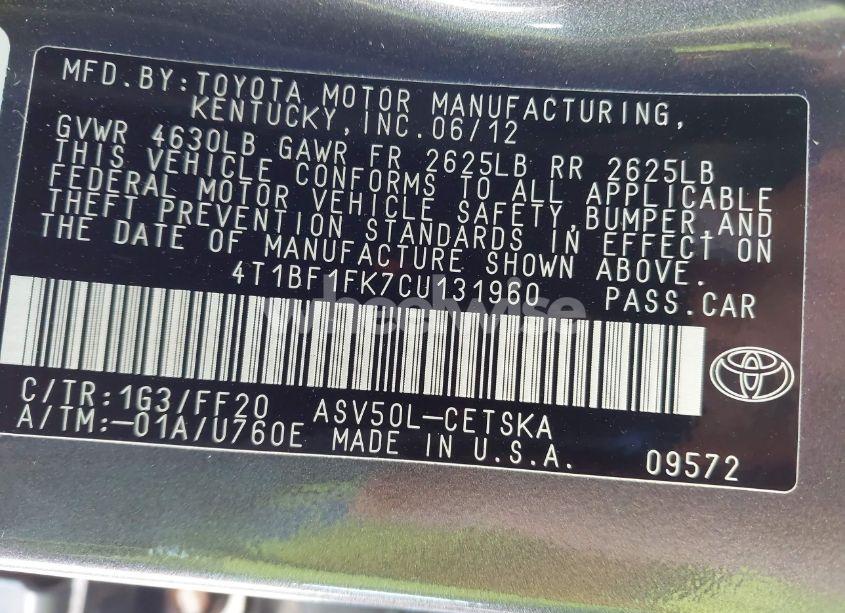 MFD. BY: TOYOTA MOTOR MANUFACTURING,
KENTUCKY, INC. 06/12
GVWR 4630LB GAWR FR 2625LB RR 2625LB
THIS VEHICLE CONFORMS TO ALL APPLICABLE
FEDERAL MOTOR VEHICLE SAFETY, BUMPER, AND
THEFT PREVENTION STANDARDS IN EFFECT ON
THE DATE OF MANUFACTURE SHOWN ABOVE.
4T1BF1FK7CU131960 PASS.CAR
wheelwise
C/TR: 1G3/FF20 ASV50L-CETSKA
A/TM:-01A/U760E MADE IN U.S.A. 09572